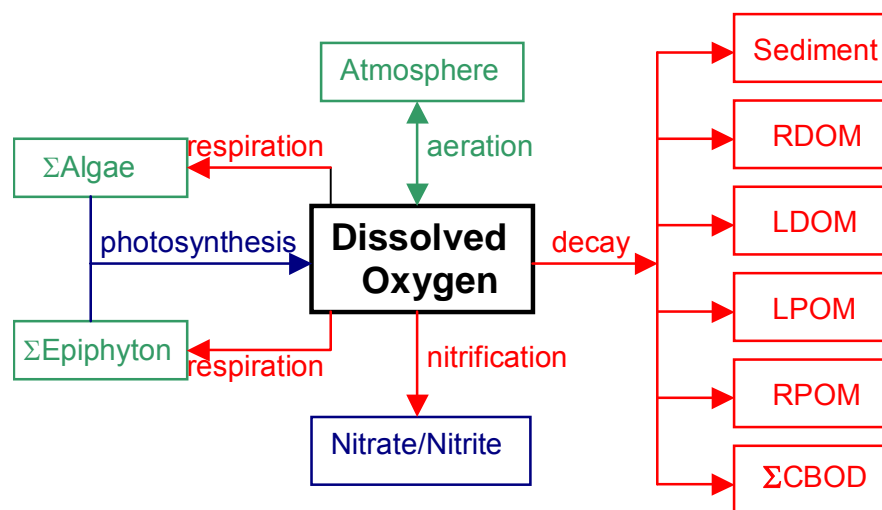 Atmosphere
Sediment
respiration
aeration
RDOM
ΣAlgae
photosynthesis
Dissolved
Oxygen
decay
LDOM
ΣEpiphyton
respiration
nitrification
LPOM
RPOM
Nitrate/Nitrite
ΣCBOD